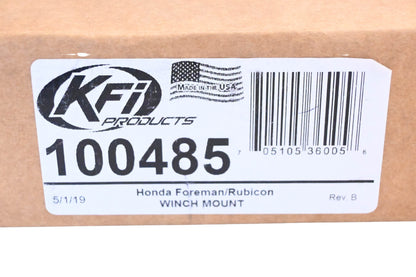 KFi
PRODUCTS
MADE IN THE USA
100485
7 05105 36005 6
5/1/19
Honda Foreman/Rubicon
WINCH MOUNT
Rev. B